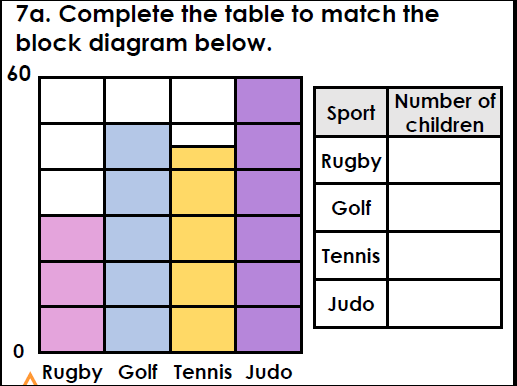 7a. Complete the table to match the
block diagram below.
60
0
Rugby Golf Tennis Judo
Sport Number of children
Rugby
Golf
Tennis
Judo